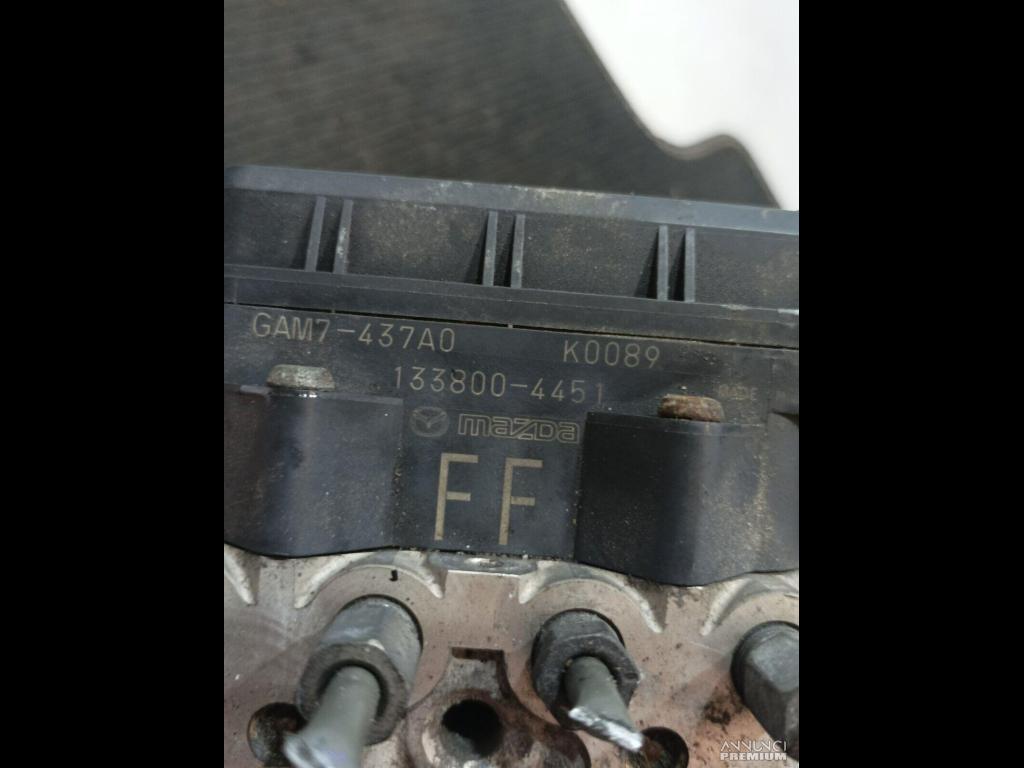 GAM7-437A0 K0089
133800-4451
mazda
FF
ANNUNCI
PREMIUM